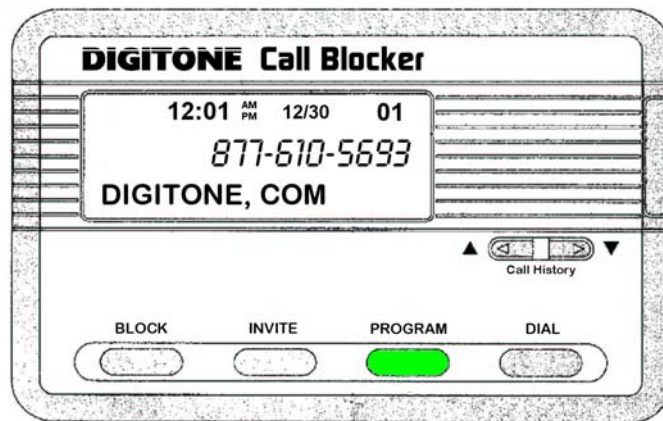 DIGITONE Call Blocker
12:01 AM PM 12/30 01
877-610-5693
DIGITONE, COM
▲ ▼
Call History
BLOCK INVITE PROGRAM DIAL